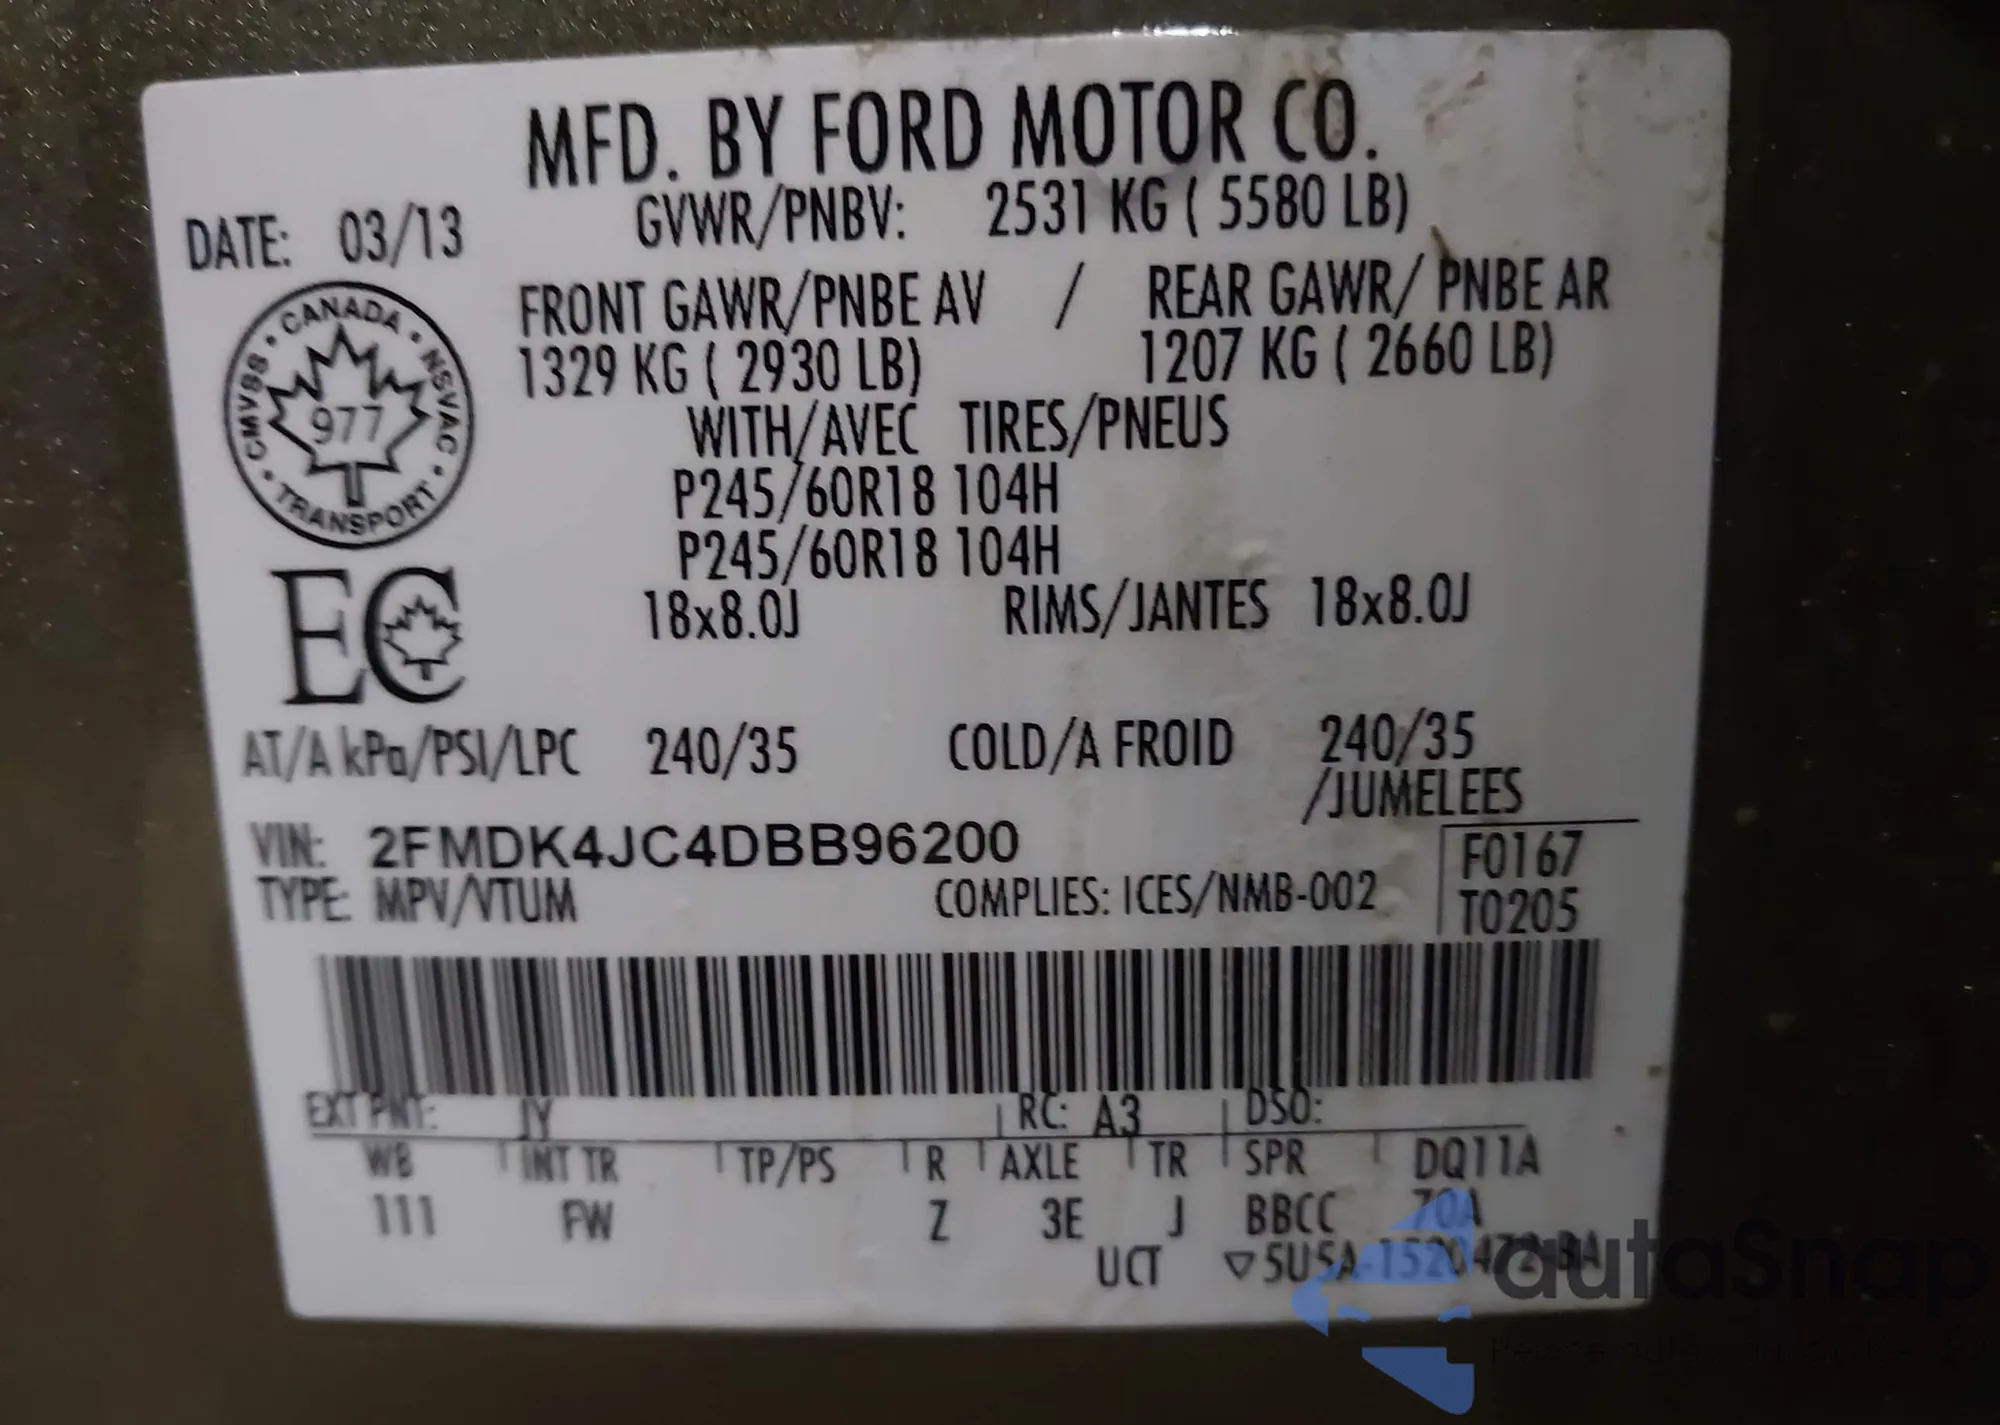 MFD. BY FORD MOTOR CO.
DATE: 03/13
GVWR/PNBV: 2531 KG ( 5580 LB)
FRONT GAWR/PNBE AV / REAR GAWR/ PNBE AR
1329 KG ( 2930 LB) 1207 KG ( 2660 LB)
WITH/AVEC TIRES/PNEUS
P245/60R18 104H
P245/60R18 104H
18x8.0J RIMS/JANTES 18x8.0J
CANADA • NSVAC • TRANSPORT • CMVSS •
977
EC
AT/A kPa/PSI/LPC 240/35 COLD/A FROID 240/35
/JUMELEES
VIN: 2FMDK4JC4DBB96200
F0167
TYPE: MPV/VTUM COMPLIES: ICES/NMB-002
T0205
EXT PNT: JY RC: A3 DSO:
WB INT TR TP/PS R AXLE TR SPR DQ11A
111 FW Z 3E J BBCC 70A
UCT ▽5U5A-1520472-BA
autaSnap